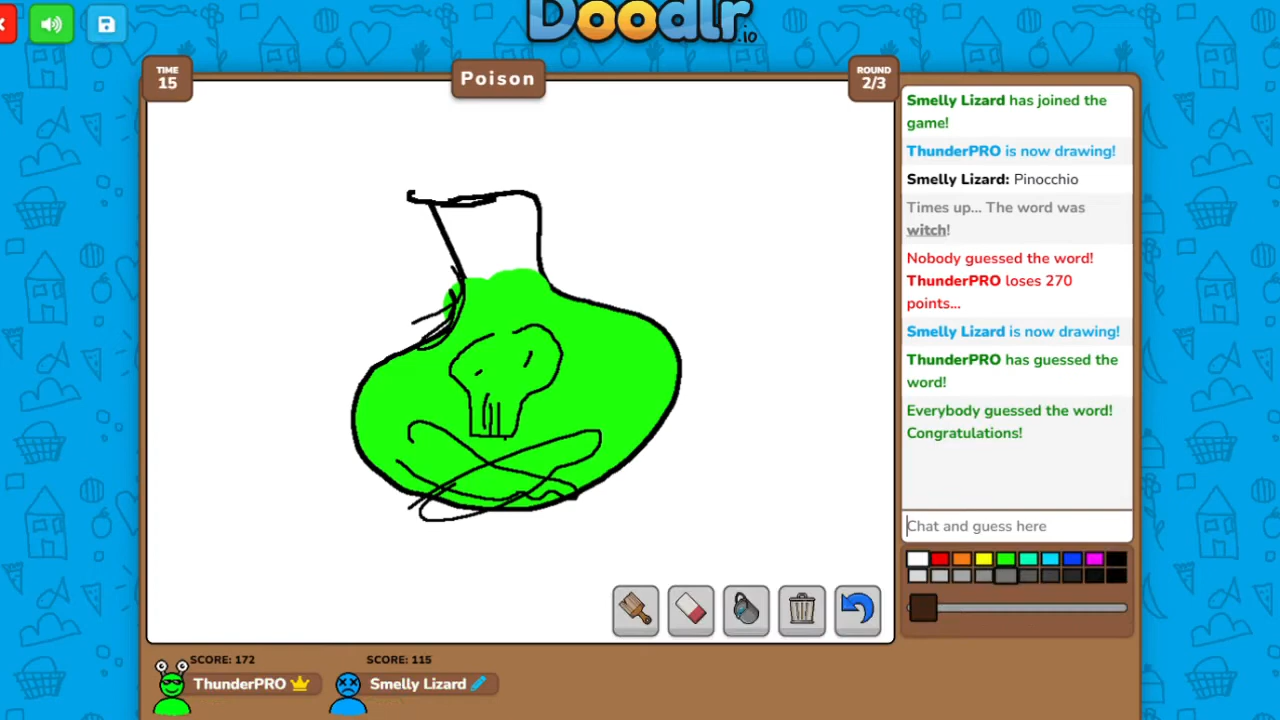 Doodlr.io
TIME
15
Poison
ROUND
2/3
Smelly Lizard has joined the
game!
ThunderPRO is now drawing!
Smelly Lizard: Pinocchio
Times up... The word was
witch!
Nobody guessed the word!
ThunderPRO loses 270
points...
Smelly Lizard is now drawing!
ThunderPRO has guessed the
word!
Everybody guessed the word!
Congratulations!
Chat and guess here
SCORE: 172
ThunderPRO
SCORE: 115
Smelly Lizard